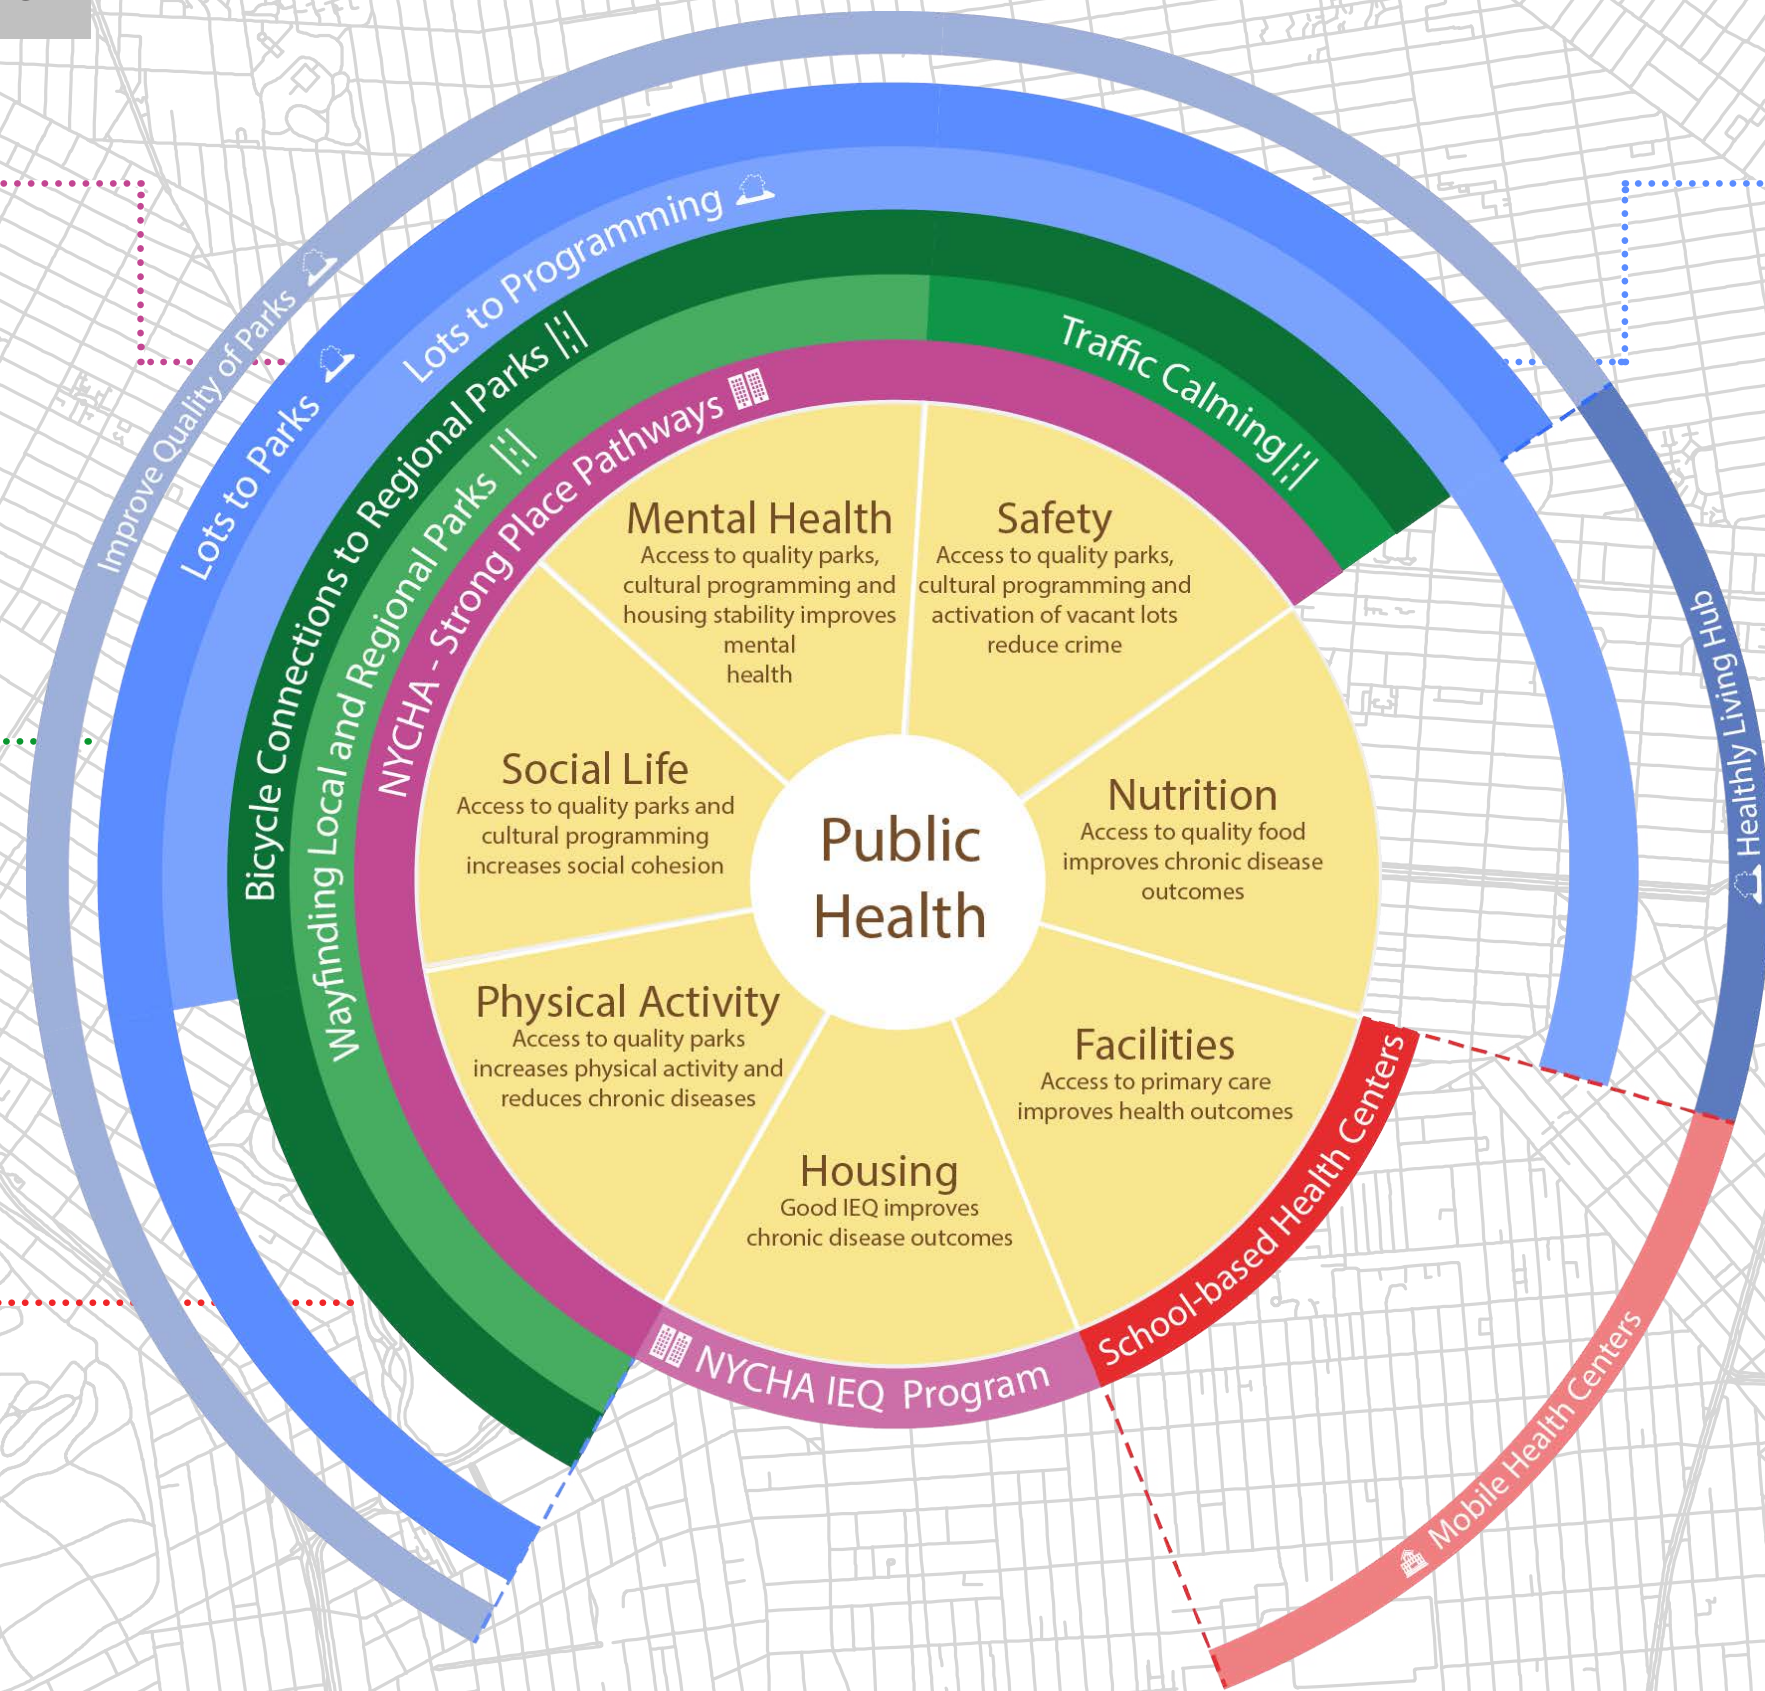 Improve Quality of Parks
Lots to Parks
Lots to Programming
Bicycle Connections to Regional Parks
Wayfinding Local and Regional Parks
NYCHA - Strong Place Pathways
Traffic Calming
Healthly Living Hub
Mental Health
Access to quality parks,
cultural programming and
housing stability improves
mental
health
Safety
Access to quality parks,
cultural programming and
activation of vacant lots
reduce crime
Social Life
Access to quality parks and
cultural programming
increases social cohesion
Public
Health
Nutrition
Access to quality food
improves chronic disease
outcomes
Physical Activity
Access to quality parks
increases physical activity and
reduces chronic diseases
Facilities
Access to primary care
improves health outcomes
Housing
Good IEQ improves
chronic disease outcomes
School-based Health Centers
NYCHA IEQ Program
Mobile Health Centers